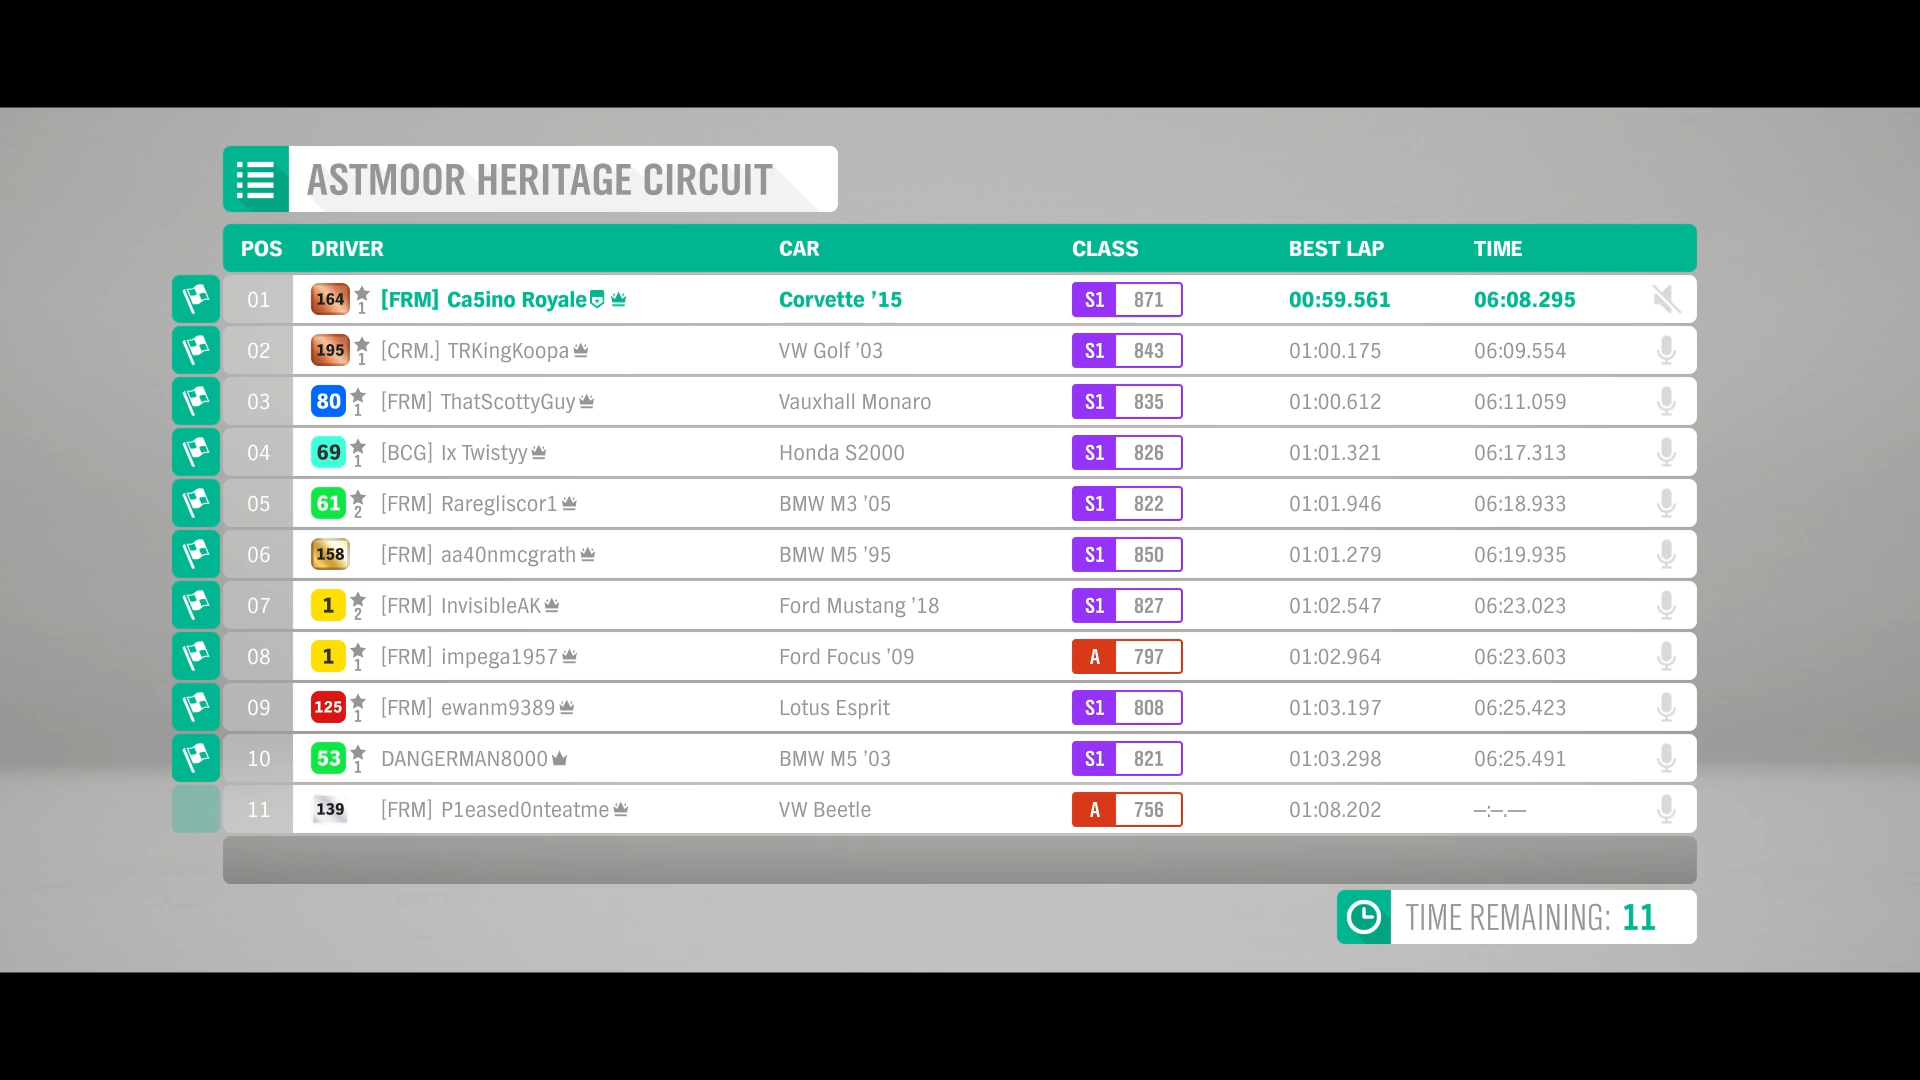 ASTMOOR HERITAGE CIRCUIT
POS DRIVER CAR CLASS BEST LAP TIME
01 164 1 [FRM] Ca5ino Royale Corvette ’15 S1 871 00:59.561 06:08.295
02 195 1 [CRM.] TRKingKoopa VW Golf ’03 S1 843 01:00.175 06:09.554
03 80 1 [FRM] ThatScottyGuy Vauxhall Monaro S1 835 01:00.612 06:11.059
04 69 1 [BCG] Ix Twistyy Honda S2000 S1 826 01:01.321 06:17.313
05 61 2 [FRM] Raregliscor1 BMW M3 ’05 S1 822 01:01.946 06:18.933
06 158 [FRM] aa40nmcgrath BMW M5 ’95 S1 850 01:01.279 06:19.935
07 1 2 [FRM] InvisibleAK Ford Mustang ’18 S1 827 01:02.547 06:23.023
08 1 1 [FRM] impega1957 Ford Focus ’09 A 797 01:02.964 06:23.603
09 125 1 [FRM] ewanm9389 Lotus Esprit S1 808 01:03.197 06:25.423
10 53 1 DANGERMAN8000 BMW M5 ’03 S1 821 01:03.298 06:25.491
11 139 [FRM] P1eased0nteatme VW Beetle A 756 01:08.202 –:–.—
TIME REMAINING: 11